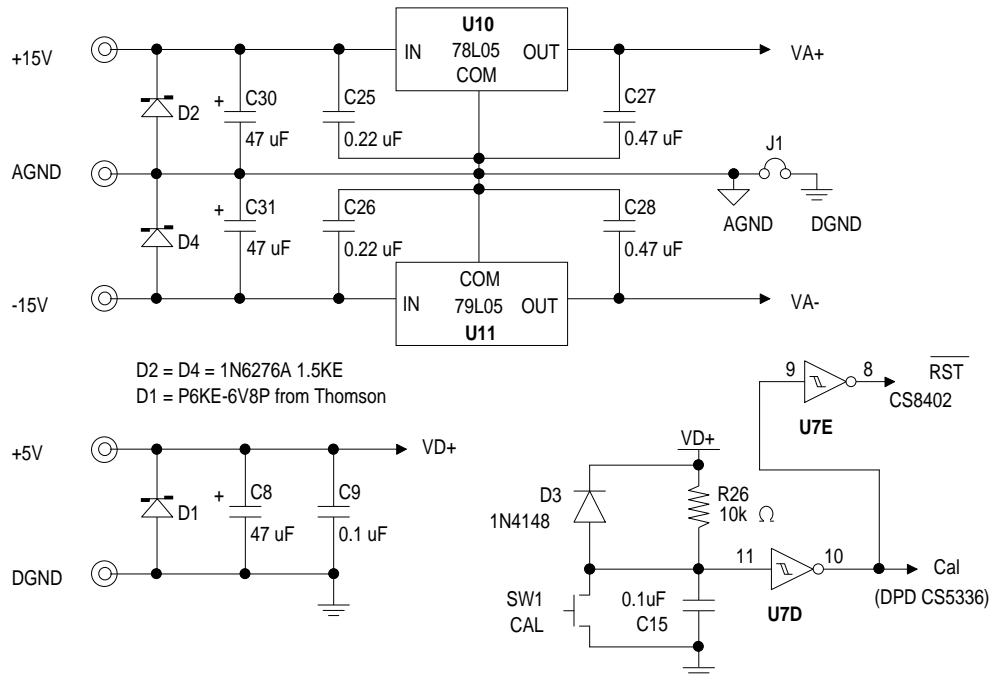 U10
+15V
IN
78L05
OUT
VA+
COM
D2
+
C30
47 uF
C25
0.22 uF
C27
0.47 uF
J1
AGND
AGND
DGND
D4
+
C31
47 uF
C26
0.22 uF
C28
0.47 uF
COM
-15V
IN
79L05
OUT
VA-
U11
D2 = D4 = 1N6276A 1.5KE
D1 = P6KE-6V8P from Thomson
9
8
RST
CS8402
U7E
+5V
VD+
D1
+
C8
47 uF
C9
0.1 uF
DGND
VD+
D3
1N4148
R26
10k Ω
11
10
Cal
(DPD CS5336)
U7D
SW1
CAL
0.1uF
C15